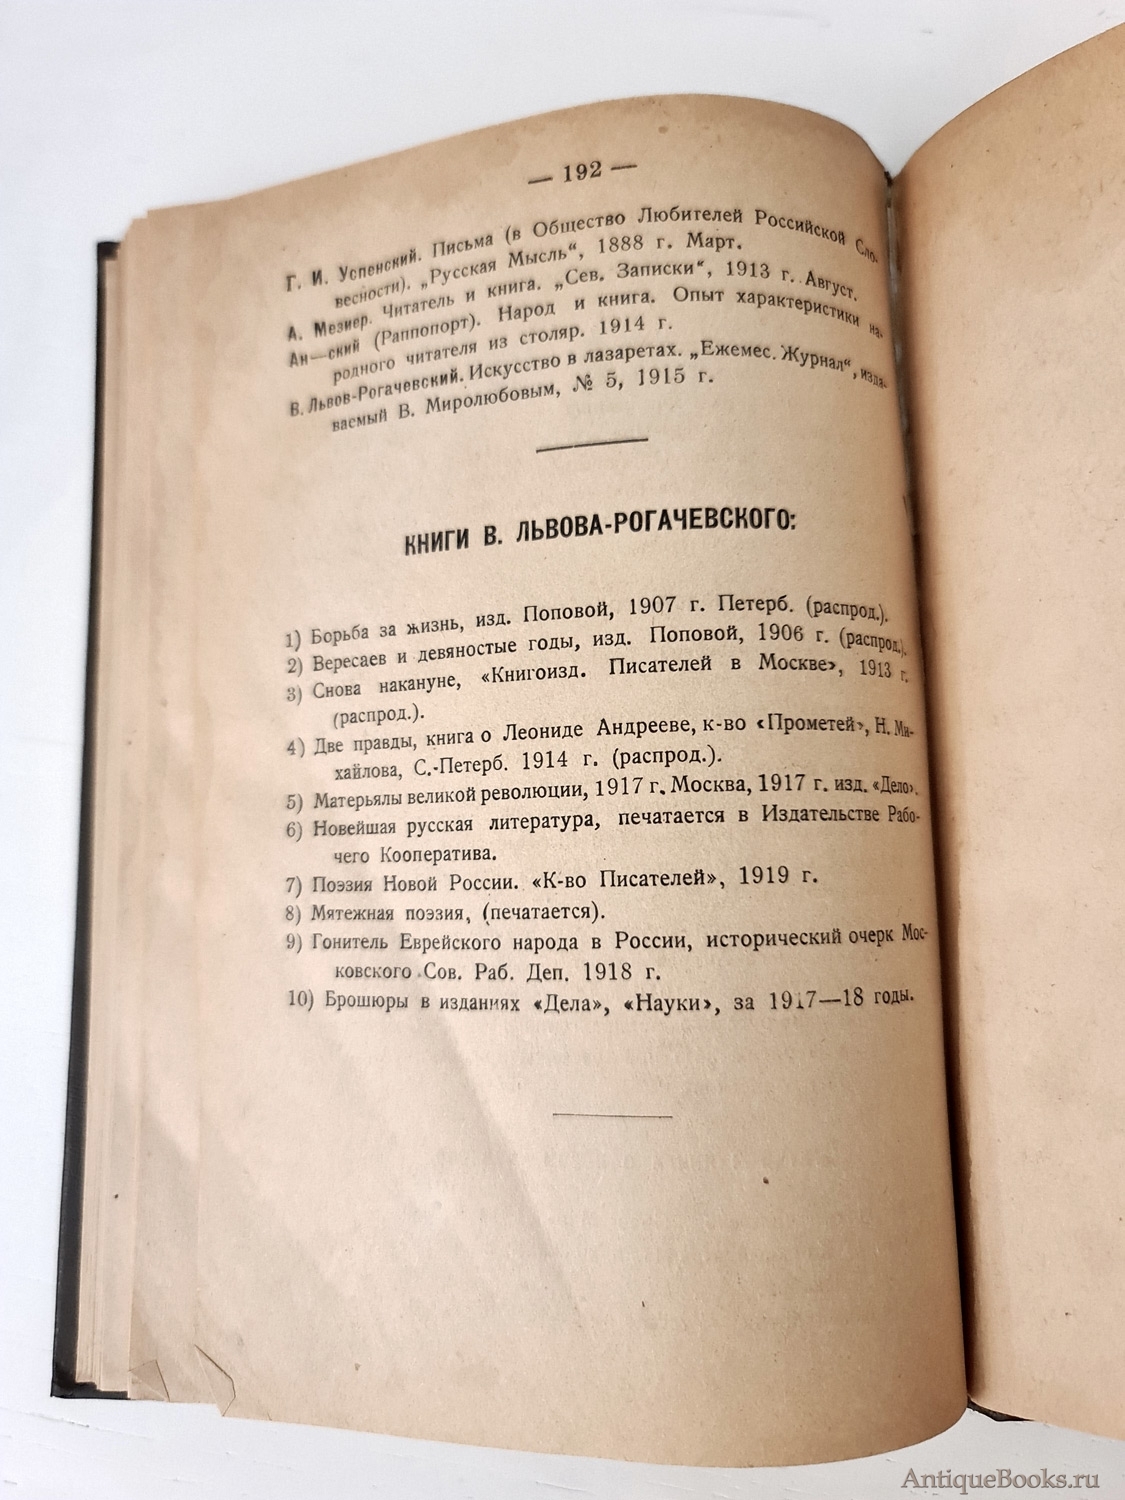 — 192 —
Г. И. Успенский. Письма (в Общество Любителей Российской Сло-
весности). „Русская Мысль“, 1888 г. Март.
А. Мезиер. Читатель и книга. „Сев. Записки“, 1913 г. Август.
Ан—ский (Раппопорт). Народ и книга. Опыт характеристики на-
родного читателя из столяр. 1914 г.
В. Львов-Рогачевский. Искусство в лазаретах. „Ежемес. Журнал“, изда-
ваемый В. Миролюбовым, № 5, 1915 г.
КНИГИ В. ЛЬВОВА-РОГАЧЕВСКОГО:
1) Борьба за жизнь, изд. Поповой, 1907 г. Петерб. (распрод.).
2) Вересаев и девяностые годы, изд. Поповой, 1906 г. (распрод.).
3) Снова накануне, «Книгоизд. Писателей в Москве», 1913 г.
(распрод.).
4) Две правды, книга о Леониде Андрееве, к-во «Прометей», Н. Ми-
хайлова, С.-Петерб. 1914 г. (распрод.).
5) Матерьялы великой революции, 1917 г. Москва, 1917 г. изд. «Дело».
6) Новейшая русская литература, печатается в Издательстве Рабо-
чего Кооператива.
7) Поэзия Новой России. «К-во Писателей», 1919 г.
8) Мятежная поэзия, (печатается).
9) Гонитель Еврейского народа в России, исторический очерк Мос-
ковского Сов. Раб. Деп. 1918 г.
10) Брошюры в изданиях «Дела», «Науки», за 1917—18 годы.
AntiqueBooks.ru